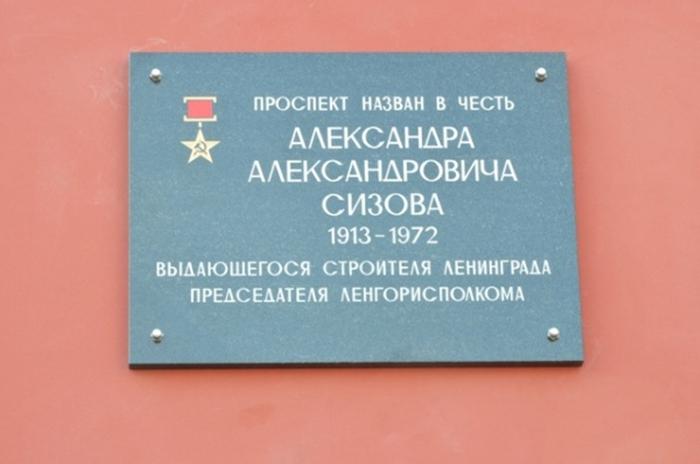 ПРОСПЕКТ НАЗВАН В ЧЕСТЬ
АЛЕКСАНДРА
АЛЕКСАНДРОВИЧА
СИЗОВА
1913-1972
ВЫДАЮЩЕГОСЯ СТРОИТЕЛЯ ЛЕНИНГРАДА
ПРЕДСЕДАТЕЛЯ ЛЕНГОРИСПОЛКОМА